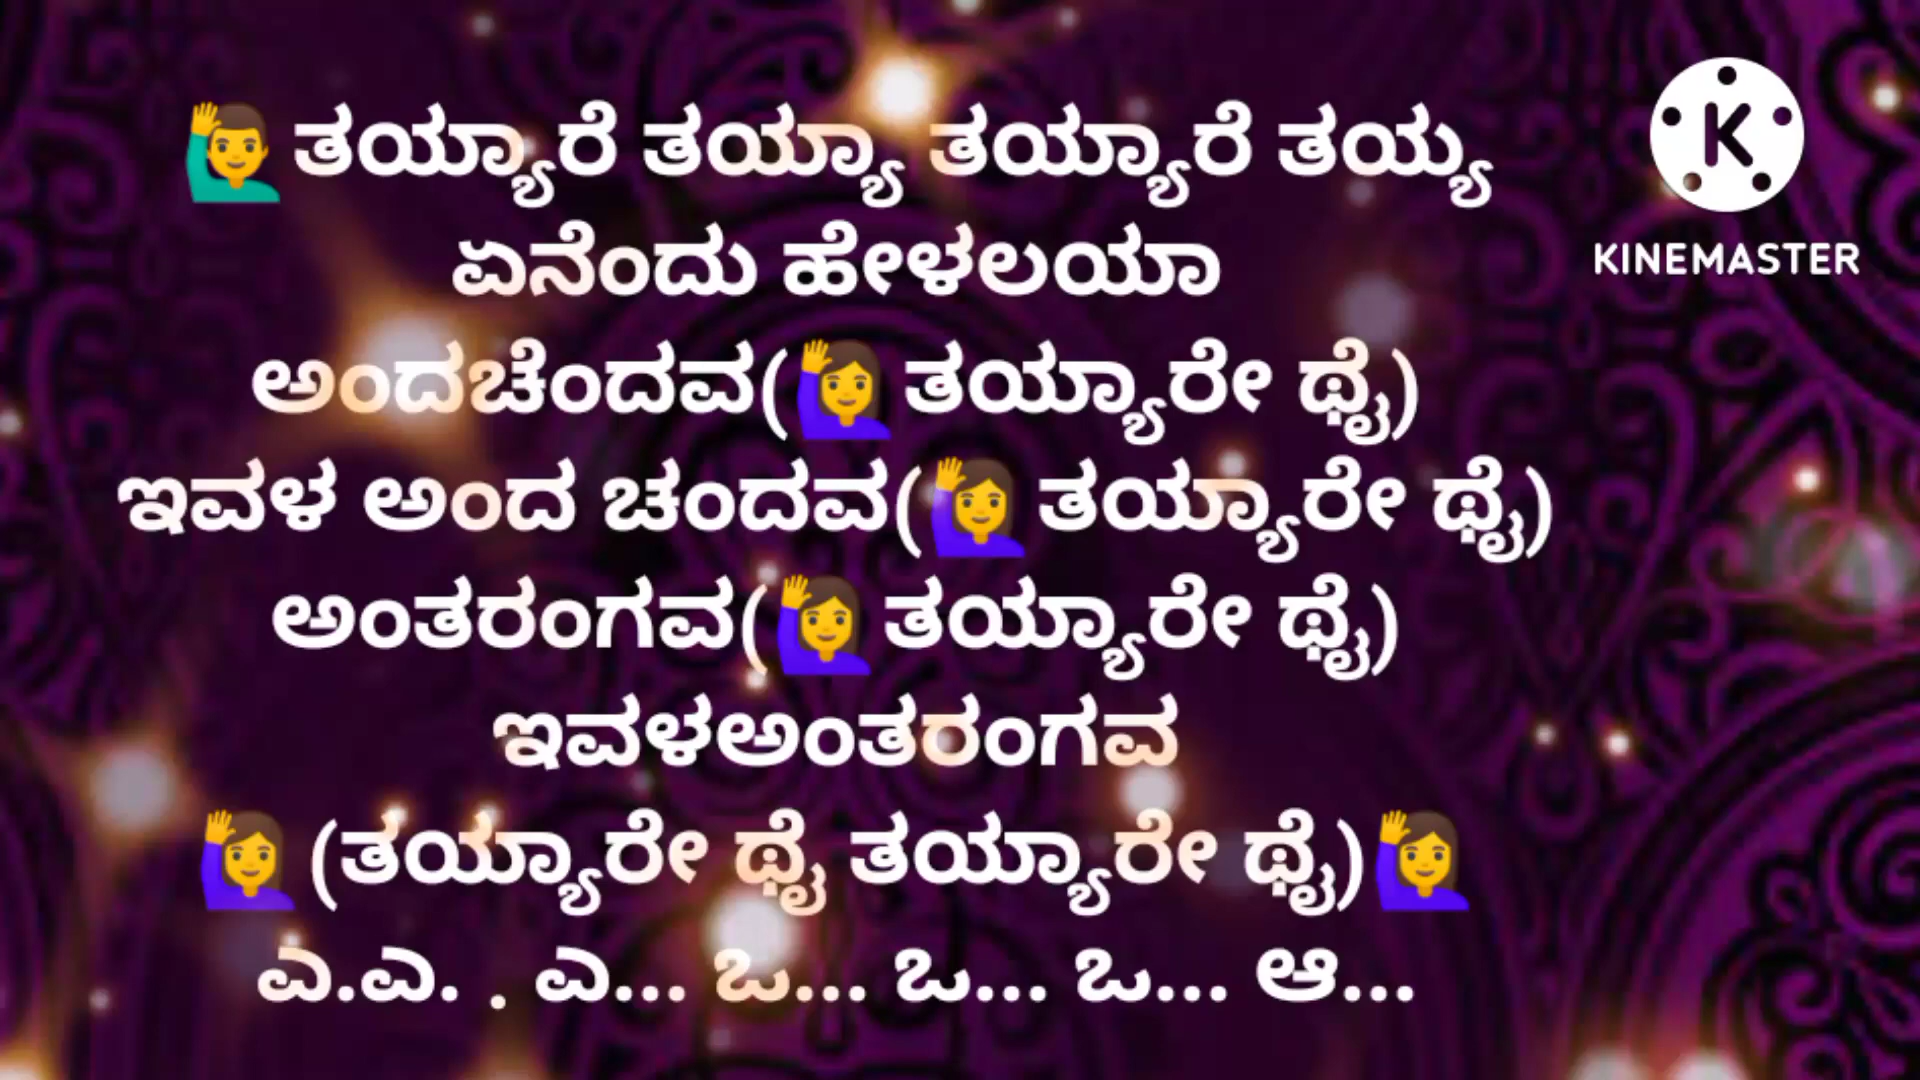 🙋‍♂️ತಯ್ಯಾರೆ ತಯ್ಯಾ ತಯ್ಯಾರೆ ತಯ್ಯ
ಏನೆಂದು ಹೇಳಲಯಾ
ಅಂದಚೆಂದವ(🙋‍♀️ತಯ್ಯಾರೇ ಥೈ)
ಇವಳ ಅಂದ ಚಂದವ(🙋‍♀️ತಯ್ಯಾರೇ ಥೈ)
ಅಂತರಂಗವ(🙋‍♀️ತಯ್ಯಾರೇ ಥೈ)
ಇವಳಅಂತರಂಗವ
🙋‍♀️(ತಯ್ಯಾರೇ ಥೈ ತಯ್ಯಾರೇ ಥೈ)🙋‍♀️
ಎ.ಎ. . ಎ... ಒ... ಒ... ಒ... ಆ...
K
KINEMASTER